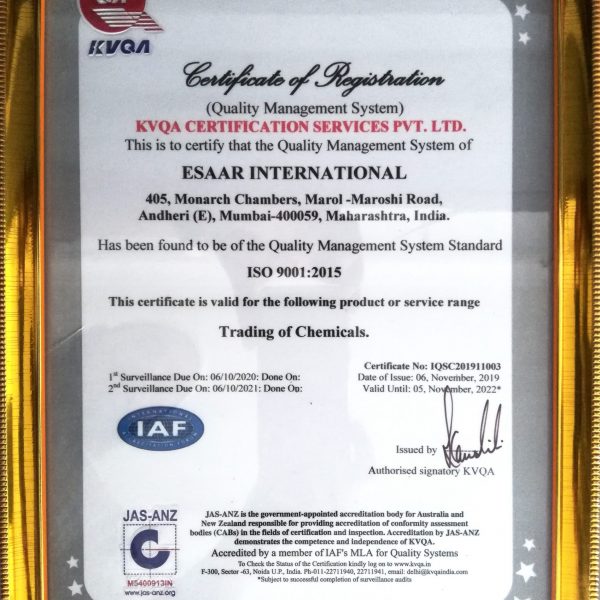 KVQA
Certificate of Registration
(Quality Management System)
KVQA CERTIFICATION SERVICES PVT. LTD.
This is to certify that the Quality Management System of
ESAAR INTERNATIONAL
405, Monarch Chambers, Marol -Maroshi Road,
Andheri (E), Mumbai-400059, Maharashtra, India.
Has been found to be of the Quality Management System Standard
ISO 9001:2015
This certificate is valid for the following product or service range
Trading of Chemicals.
Certificate No: IQSC201911003
1st Surveillance Due On: 06/10/2020: Done On:
Date of Issue: 06, November, 2019
2nd Surveillance Due On: 06/10/2021: Done On:
Valid Until: 05, November, 2022*
INTERNATIONAL
IAF
Issued by
Authorised signatory KVQA
JAS-ANZ
C
M5400913IN
www.jas-anz.org
JAS-ANZ is the government-appointed accreditation body for Australia and
New Zealand responsible for providing accreditation of conformity assessment
bodies (CABs) in the fields of certification and inspection. Accreditation by JAS-ANZ
demonstrates the competence and independence of KVQA.
Accredited by a member of IAF's MLA for Quality Systems
To Check the Status of Certification kindly log on to www.kvqa.in
F-300, Sector -63, Noida U.P., India. Ph-011-22711940, 22711941, email: delhi@kvqaindia.com
*Subject to successful completion of surveillance audits